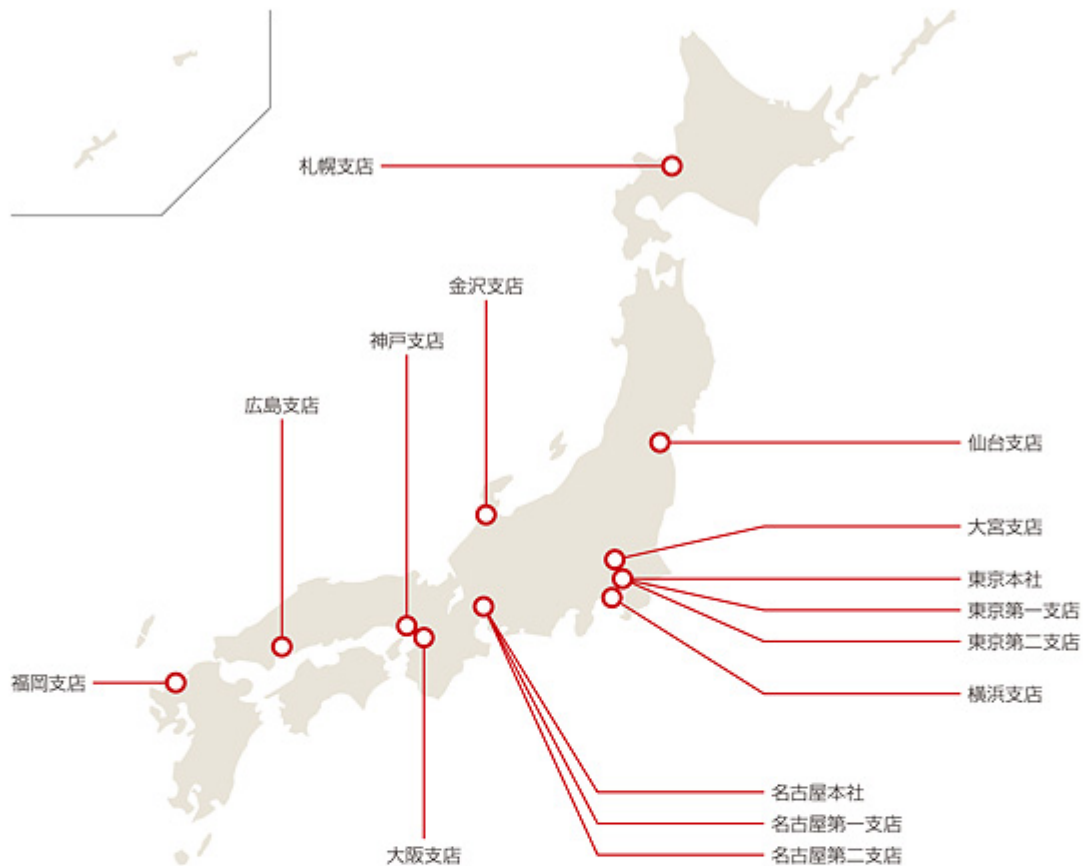 札幌支店
金沢支店
神戸支店
広島支店
仙台支店
大宮支店
東京本社
東京第一支店
東京第二支店
福岡支店
横浜支店
名古屋本社
名古屋第一支店
名古屋第二支店
大阪支店